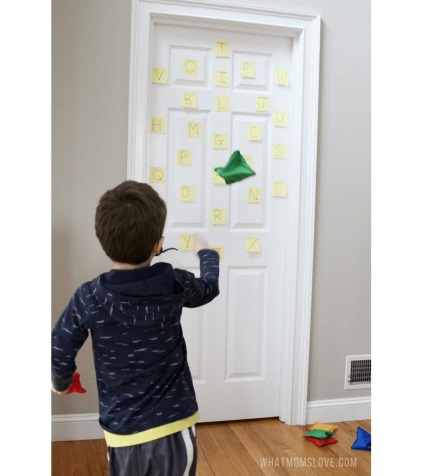 T
V O I F W
B L J
H M G C U
P S
Q D N E
R
Y X
WHATMOMSLOVE.COM